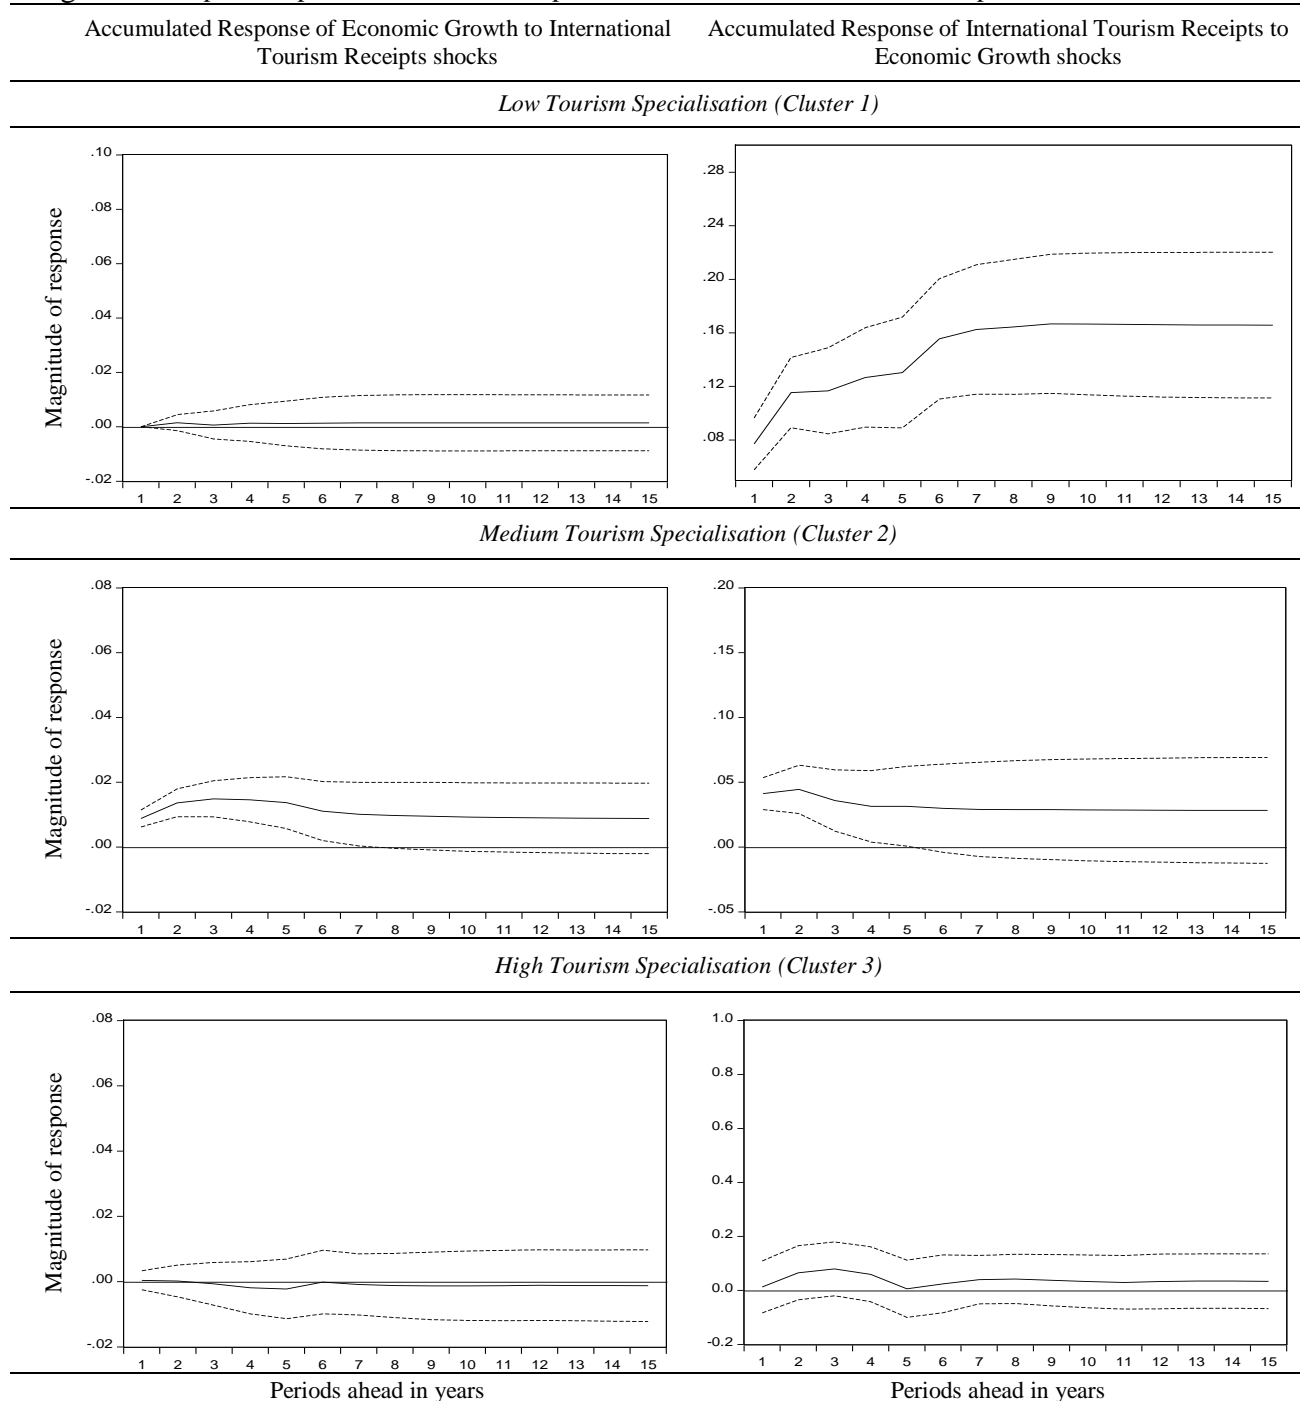 Accumulated Response of Economic Growth to International
Tourism Receipts shocks
Accumulated Response of International Tourism Receipts to
Economic Growth shocks
Low Tourism Specialisation (Cluster 1)
Magnitude of response
.10
.08
.06
.04
.02
.00
-.02
1 2 3 4 5 6 7 8 9 10 11 12 13 14 15
.28
.24
.20
.16
.12
.08
1 2 3 4 5 6 7 8 9 10 11 12 13 14 15
Medium Tourism Specialisation (Cluster 2)
Magnitude of response
.08
.06
.04
.02
.00
-.02
1 2 3 4 5 6 7 8 9 10 11 12 13 14 15
.20
.15
.10
.05
.00
-.05
1 2 3 4 5 6 7 8 9 10 11 12 13 14 15
High Tourism Specialisation (Cluster 3)
Magnitude of response
.08
.06
.04
.02
.00
-.02
1 2 3 4 5 6 7 8 9 10 11 12 13 14 15
1.0
0.8
0.6
0.4
0.2
0.0
-0.2
1 2 3 4 5 6 7 8 9 10 11 12 13 14 15
Periods ahead in years
Periods ahead in years